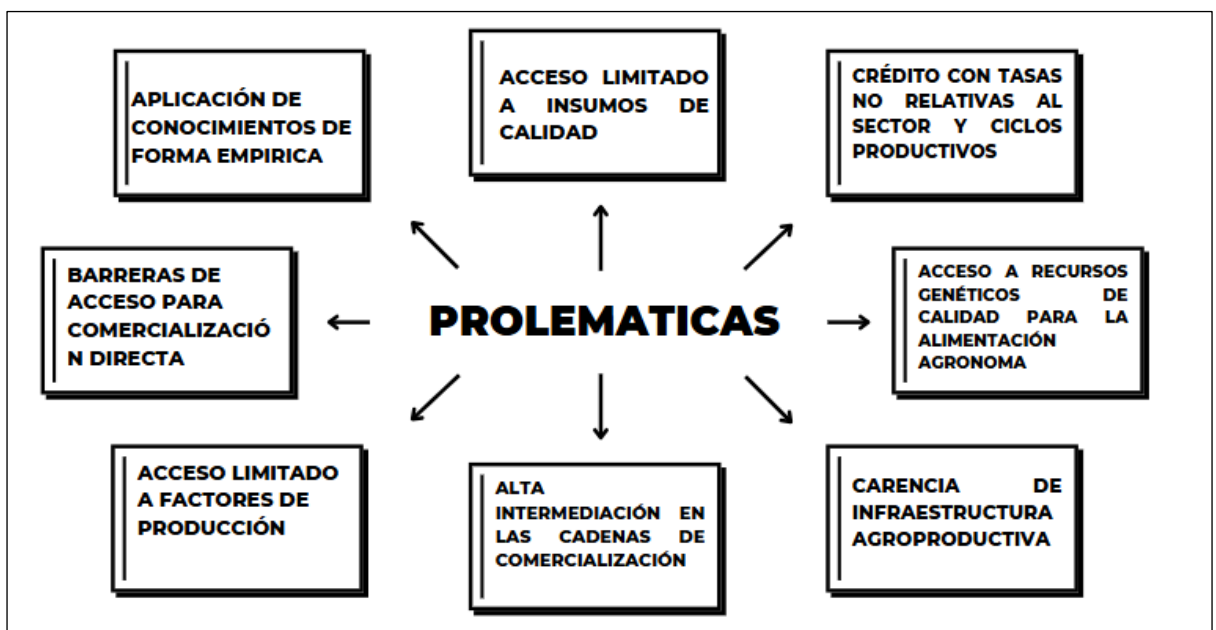 APLICACIÓN DE
CONOCIMIENTOS DE
FORMA EMPIRICA
ACCESO LIMITADO
A INSUMOS DE
CALIDAD
CRÉDITO CON TASAS
NO RELATIVAS AL
SECTOR Y CICLOS
PRODUCTIVOS
BARRERAS DE
ACCESO PARA
COMERCIALIZACIÓ
N DIRECTA
PROLEMATICAS
ACCESO A RECURSOS
GENÉTICOS DE
CALIDAD PARA LA
ALIMENTACIÓN
AGRONOMA
ACCESO LIMITADO
A FACTORES DE
PRODUCCIÓN
ALTA
INTERMEDIACIÓN EN
LAS CADENAS DE
COMERCIALIZACIÓN
CARENCIA DE
INFRAESTRUCTURA
AGROPRODUCTIVA